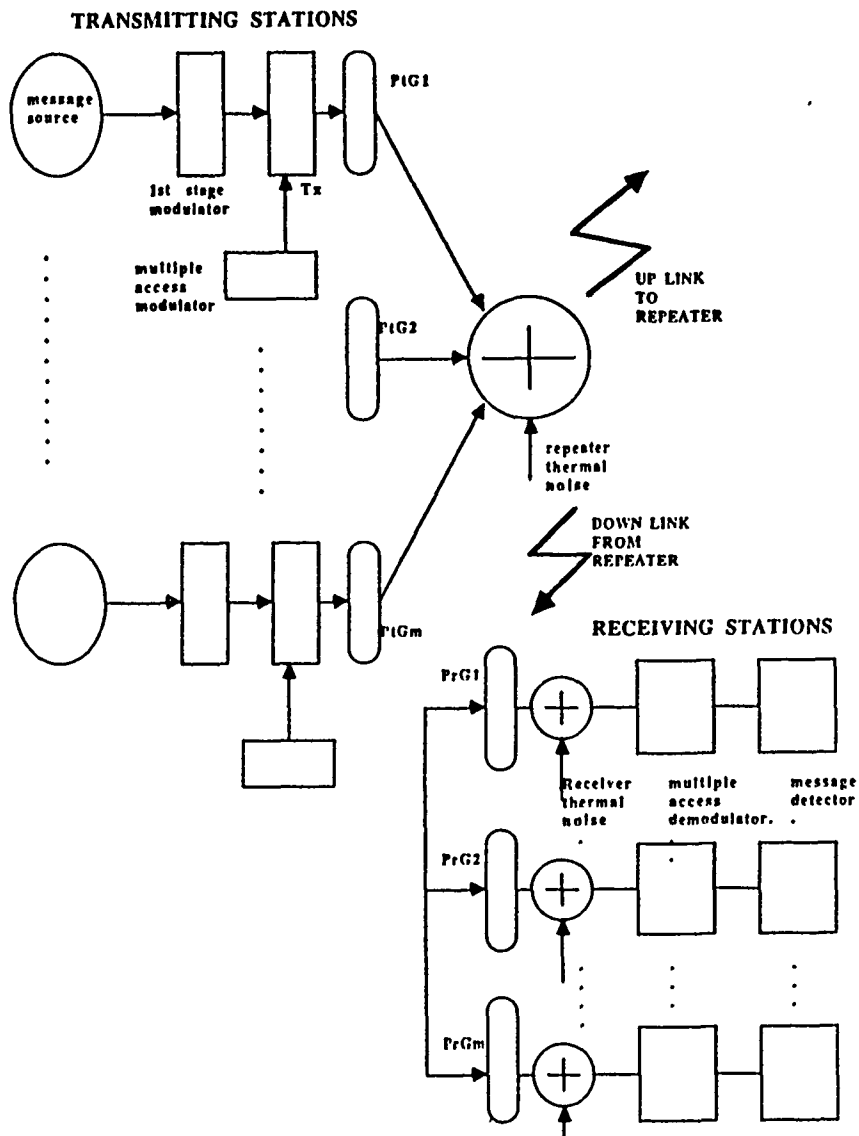 TRANSMITTING STATIONS
PtG1
message
source
1st stage
modulator
Tx
multiple
access
modulator
UP LINK
TO
REPEATER
PtG2
repeater
thermal
noise
DOWN LINK
FROM
REPEATER
PtGm
RECEIVING STATIONS
PrG1
Receiver
thermal
noise
multiple
access
demodulator.
message
detector
PrG2
PrGm